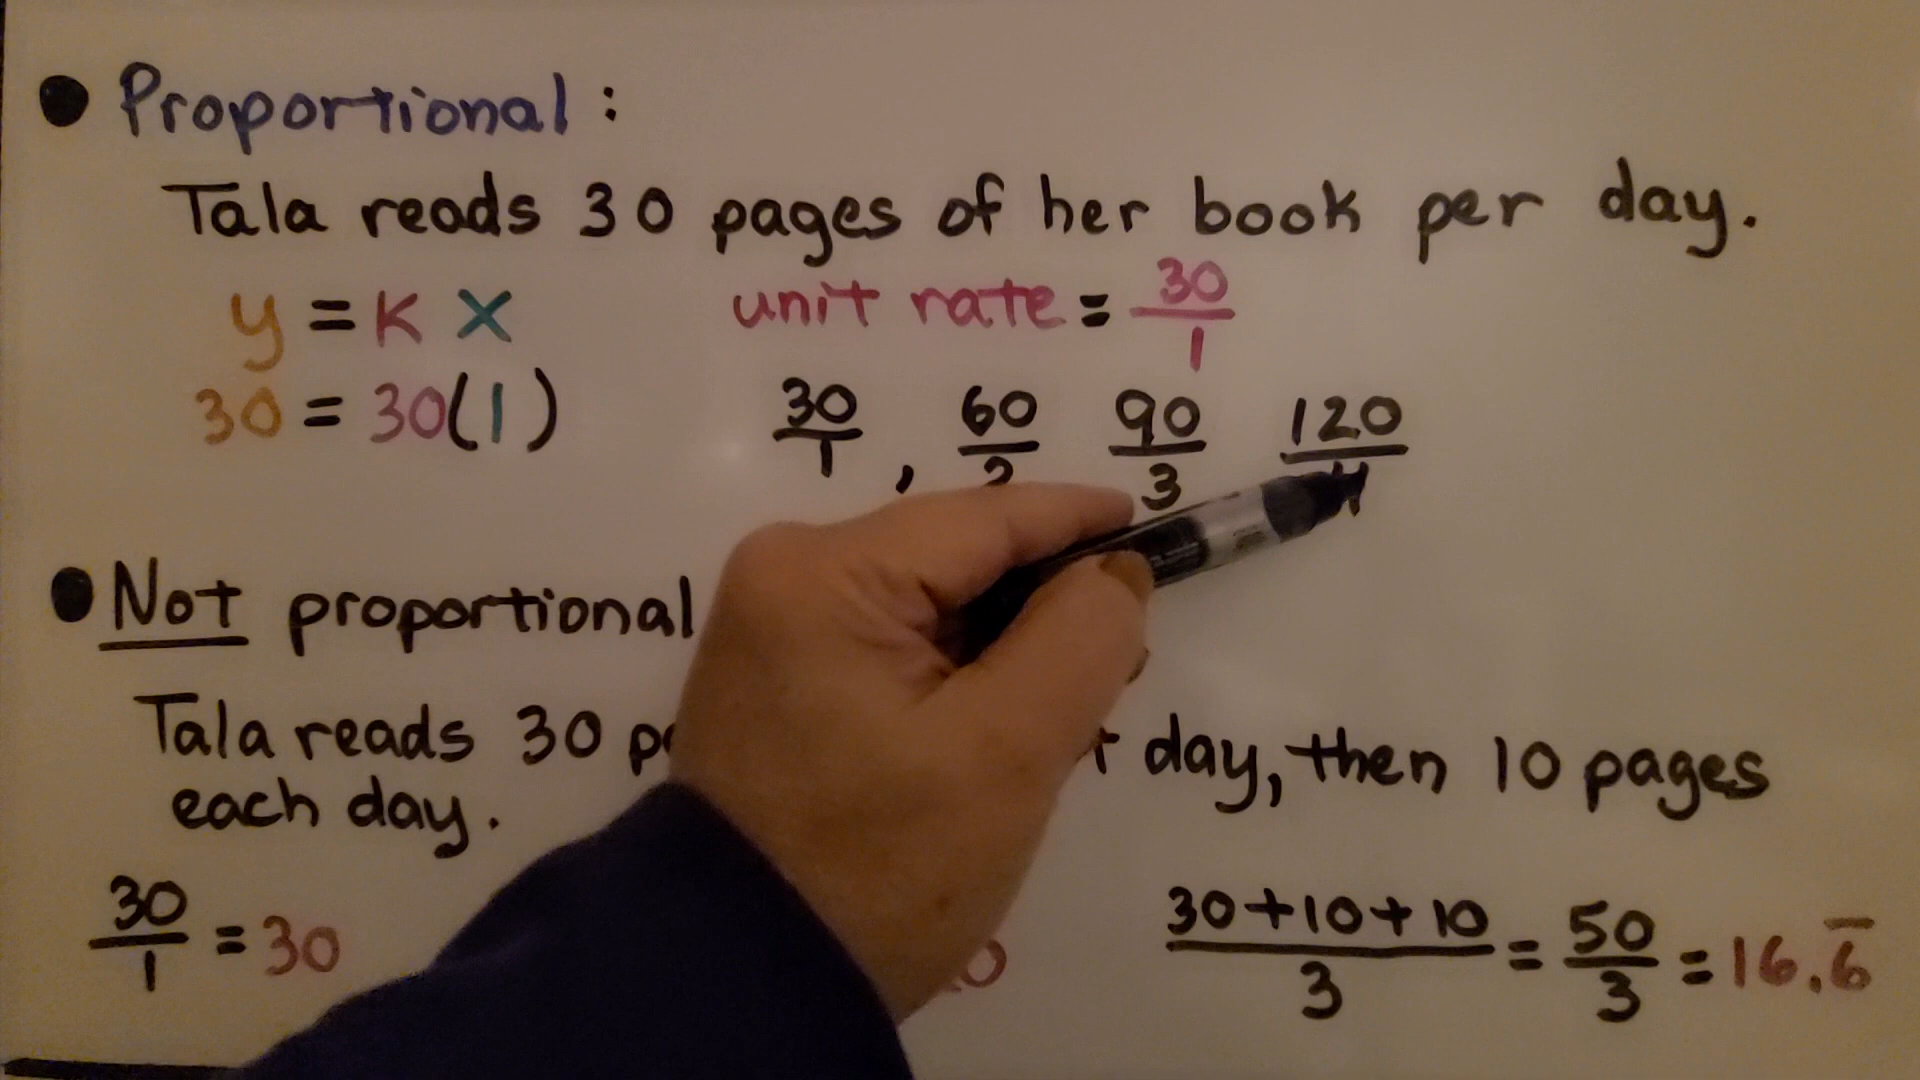 Proportional:
Tala reads 30 pages of her book per day.
y = K x
unit rate = 30/1
30 = 30(1)
30/1, 60/2 90/3 120/4
Not proportional
Tala reads 30 day, then 10 pages
each day.
30/1 = 30
30+10+10/3 = 50/3 = 16.6̅